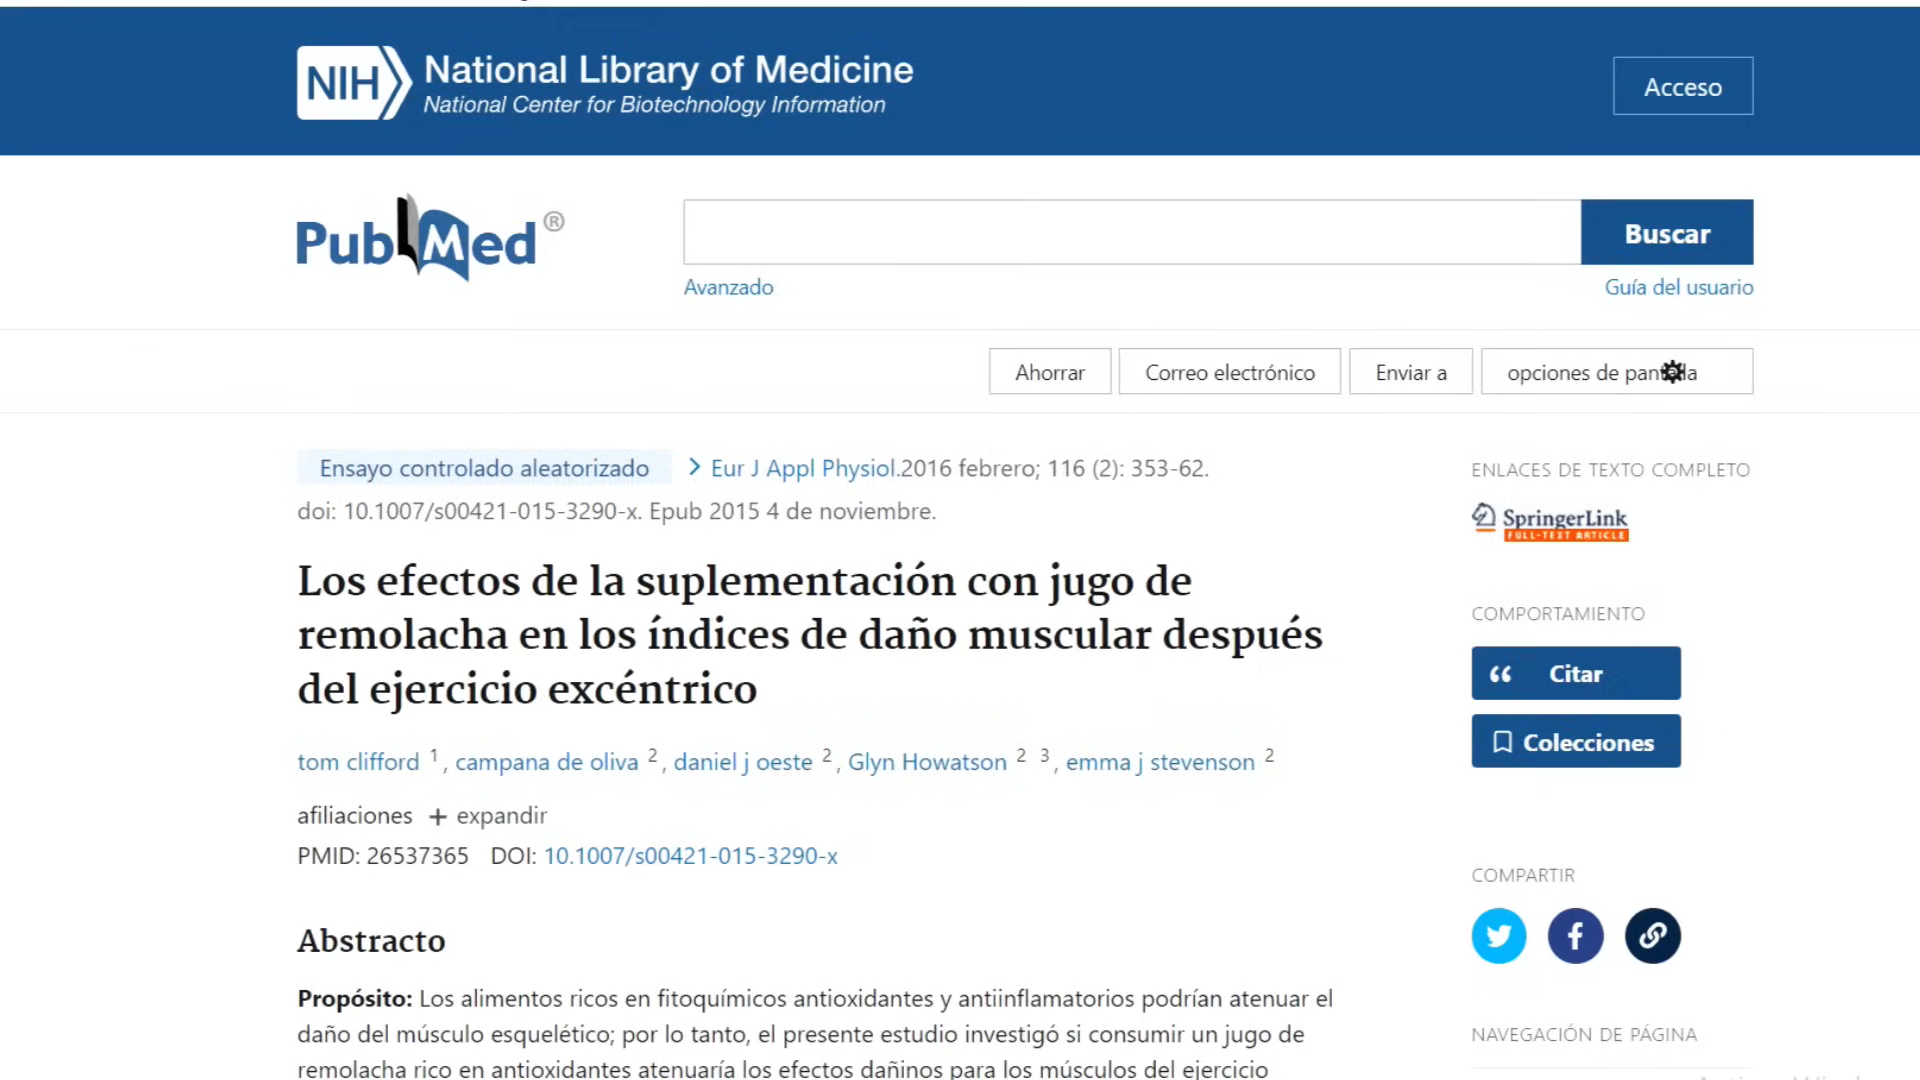 NIH National Library of Medicine
National Center for Biotechnology Information
Acceso
PubMed®
Buscar
Avanzado
Guía del usuario
Ahorrar
Correo electrónico
Enviar a
opciones de pantalla
Ensayo controlado aleatorizado > Eur J Appl Physiol.2016 febrero; 116 (2): 353-62.
doi: 10.1007/s00421-015-3290-x. Epub 2015 4 de noviembre.
Los efectos de la suplementación con jugo de
remolacha en los índices de daño muscular después
del ejercicio excéntrico
tom clifford 1, campana de oliva 2, daniel j oeste 2, Glyn Howatson 2 3, emma j stevenson 2
afiliaciones + expandir
PMID: 26537365 DOI: 10.1007/s00421-015-3290-x
Abstracto
Propósito: Los alimentos ricos en fitoquímicos antioxidantes y antiinflamatorios podrían atenuar el
daño del músculo esquelético; por lo tanto, el presente estudio investigó si consumir un jugo de
remolacha rico en antioxidantes atenuaría los efectos dañinos para los músculos del ejercicio
ENLACES DE TEXTO COMPLETO
SpringerLink
FULL-TEXT ARTICLE
COMPORTAMIENTO
Citar
Colecciones
COMPARTIR
NAVEGACIÓN DE PÁGINA